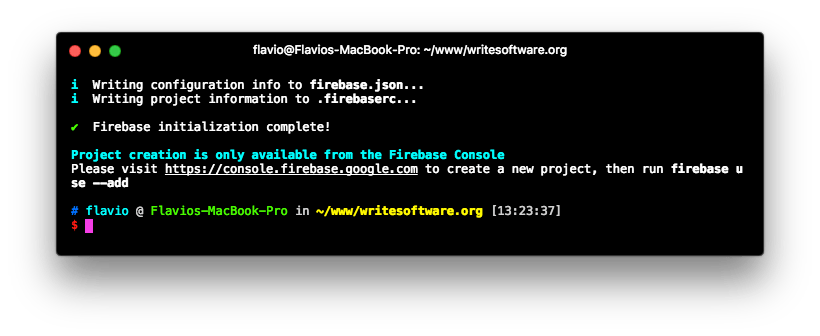 flavio@Flavios-MacBook-Pro: ~/www/writesoftware.org
i Writing configuration info to firebase.json...
i Writing project information to .firebaserc...
✔ Firebase initialization complete!
Project creation is only available from the Firebase Console
Please visit https://console.firebase.google.com to create a new project, then run firebase u
se --add
# flavio @ Flavios-MacBook-Pro in ~/www/writesoftware.org [13:23:37]
$